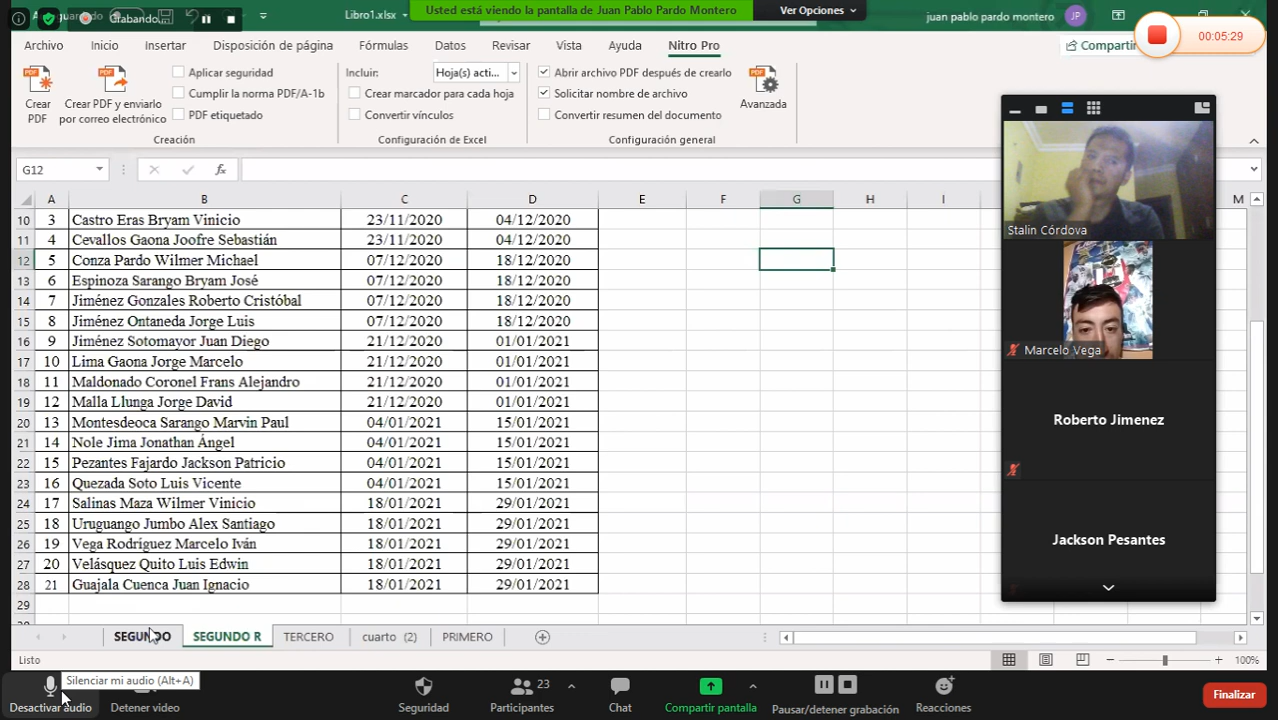 Grabando...
Libro1.xlsx
Usted está viendo la pantalla de Juan Pablo Pardo Montero
Ver Opciones
juan pablo pardo montero
JP
00:05:29
Archivo
Inicio
Insertar
Disposición de página
Fórmulas
Datos
Revisar
Vista
Ayuda
Nitro Pro
Compartir
Crear
PDF
Crear PDF y enviarlo
por correo electrónico
Aplicar seguridad
Cumplir la norma PDF/A-1b
PDF etiquetado
Creación
Incluir: Hoja(s) acti...
Crear marcador para cada hoja
Convertir vínculos
Configuración de Excel
Abrir archivo PDF después de crearlo
Solicitar nombre de archivo
Convertir resumen del documento
Configuración general
Avanzada
G12
fx
A B C D E F G H I M
10 3 Castro Eras Bryam Vinicio 23/11/2020 04/12/2020
11 4 Cevallos Gaona Joofre Sebastián 23/11/2020 04/12/2020
12 5 Conza Pardo Wilmer Michael 07/12/2020 18/12/2020
13 6 Espinoza Sarango Bryam José 07/12/2020 18/12/2020
14 7 Jiménez Gonzales Roberto Cristóbal 07/12/2020 18/12/2020
15 8 Jiménez Ontaneda Jorge Luis 07/12/2020 18/12/2020
16 9 Jiménez Sotomayor Juan Diego 21/12/2020 01/01/2021
17 10 Lima Gaona Jorge Marcelo 21/12/2020 01/01/2021
18 11 Maldonado Coronel Frans Alejandro 21/12/2020 01/01/2021
19 12 Malla Llunga Jorge David 21/12/2020 01/01/2021
20 13 Montesdeoca Sarango Marvin Paul 04/01/2021 15/01/2021
21 14 Nole Jima Jonathan Ángel 04/01/2021 15/01/2021
22 15 Pezantes Fajardo Jackson Patricio 04/01/2021 15/01/2021
23 16 Quezada Soto Luis Vicente 04/01/2021 15/01/2021
24 17 Salinas Maza Wilmer Vinicio 18/01/2021 29/01/2021
25 18 Uruguango Jumbo Alex Santiago 18/01/2021 29/01/2021
26 19 Vega Rodríguez Marcelo Iván 18/01/2021 29/01/2021
27 20 Velásquez Quito Luis Edwin 18/01/2021 29/01/2021
28 21 Guajala Cuenca Juan Ignacio 18/01/2021 29/01/2021
29
Stalin Córdova
Marcelo Vega
Roberto Jimenez
Jackson Pesantes
SEGUNDO
SEGUNDO R
TERCERO
cuarto (2)
PRIMERO
Listo
100%
Silenciar mi audio (Alt+A)
Desactivar audio
Detener video
Seguridad
23
Participantes
Chat
Compartir pantalla
Pausar/detener grabación
Reacciones
Finalizar